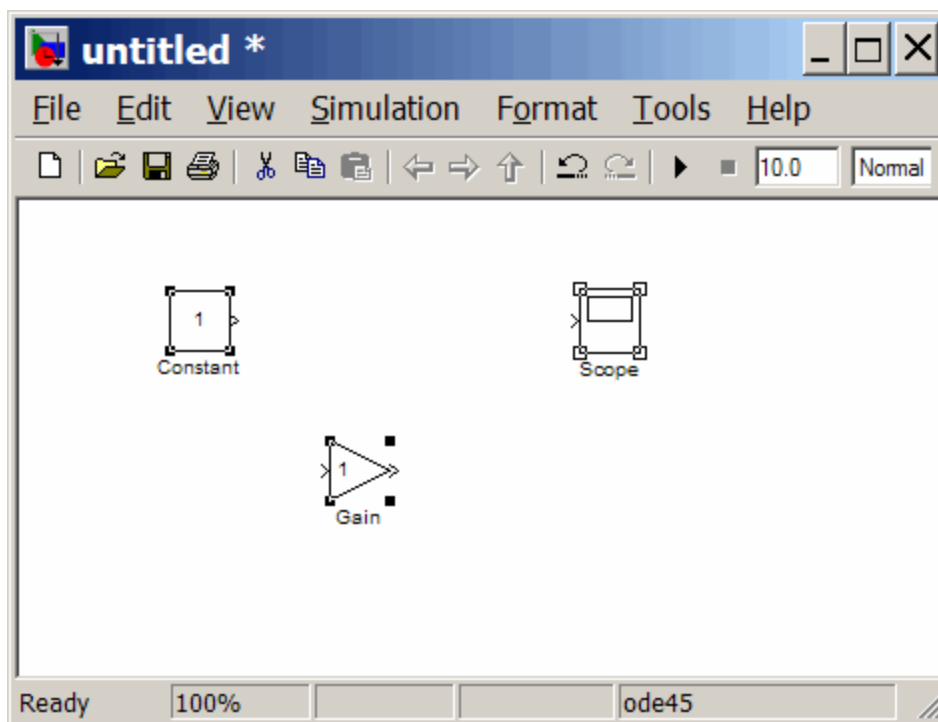 untitled *
File Edit View Simulation Format Tools Help
10.0 Normal
1
Constant
Scope
1
Gain
Ready 100% ode45